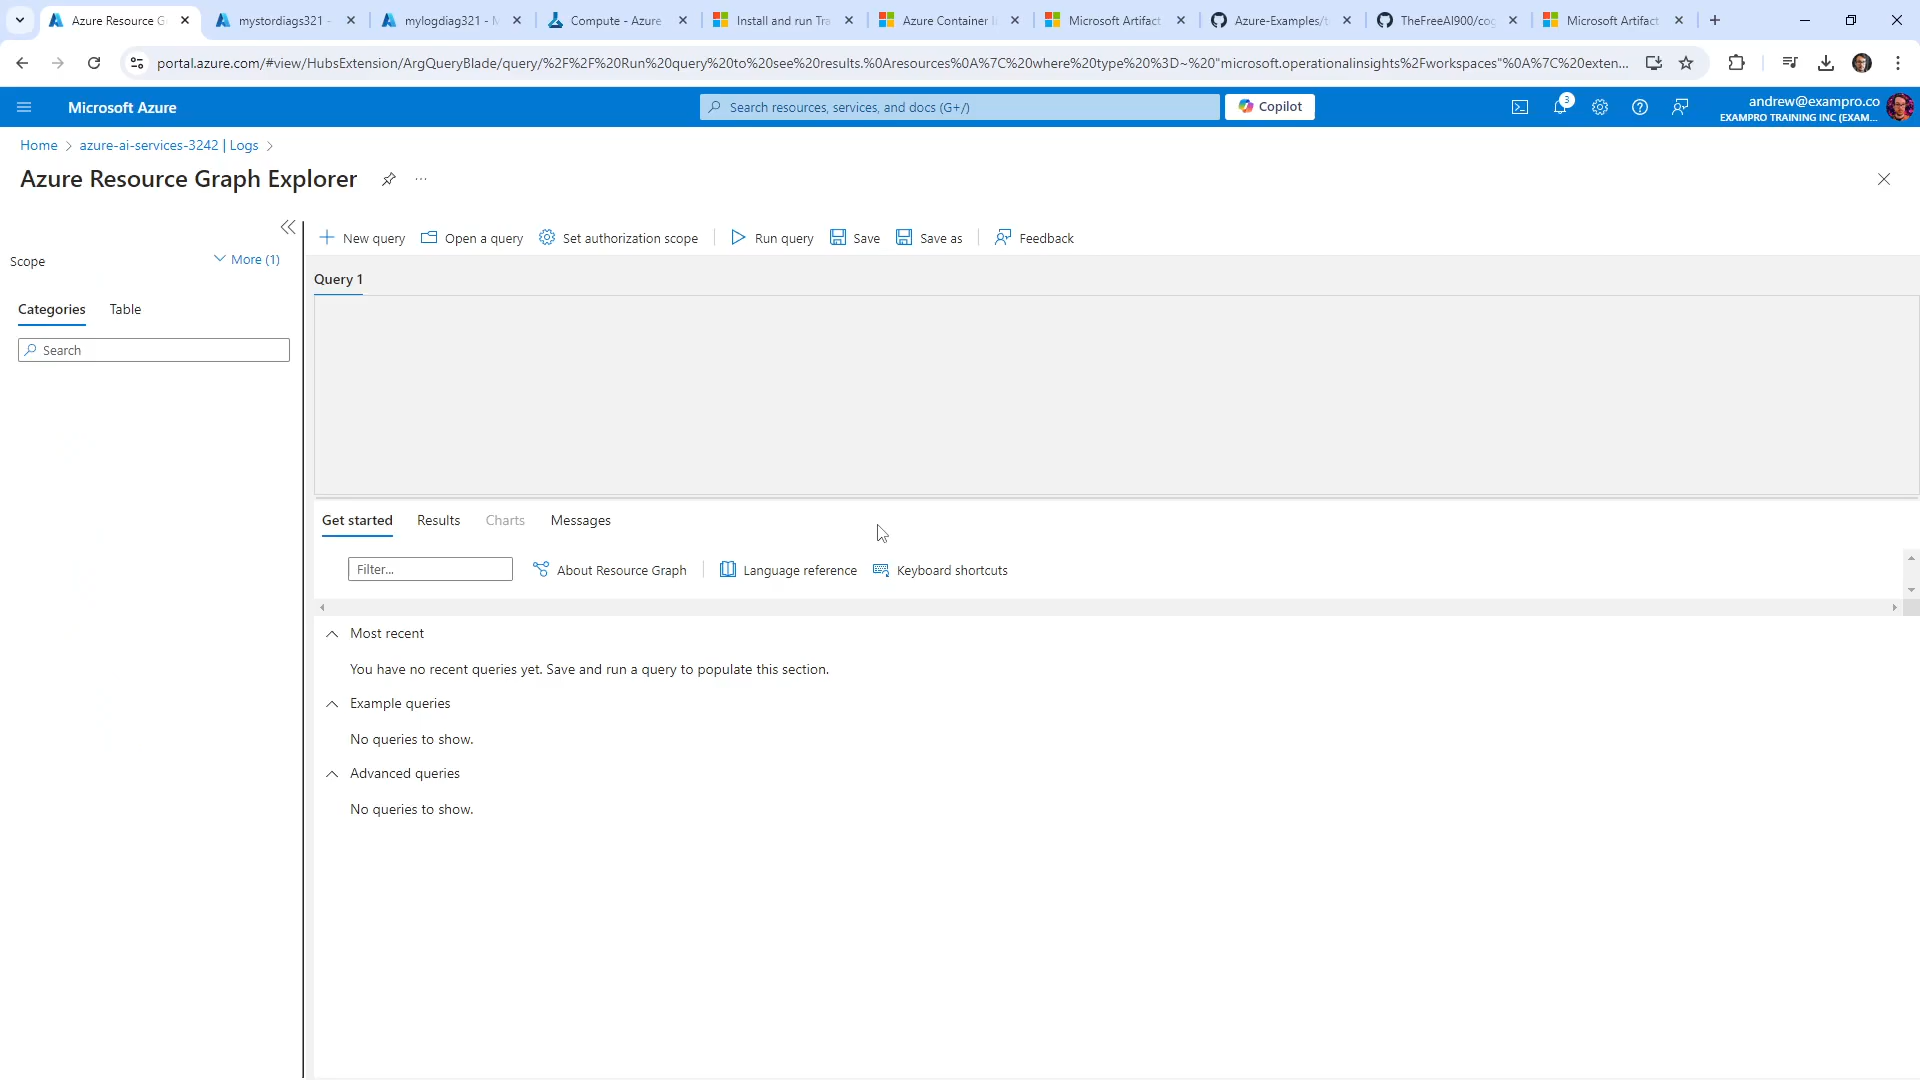 Azure Resource G
mystordiags321 -
mylogdiag321 - M
Compute - Azure
Install and run Tra
Azure Container I
Microsoft Artifact
Azure-Examples/t
TheFreeAI900/cog
Microsoft Artifact
portal.azure.com/#view/HubsExtension/ArgQueryBlade/query/%2F%2F%20Run%20query%20to%20see%20results.%0Aresources%0A%7C%20where%20type%20%3D~%20"microsoft.operationalinsights%2Fworkspaces"%0A%7C%20exten...
Microsoft Azure
Search resources, services, and docs (G+/)
Copilot
3
andrew@exampro.co
EXAMPRO TRAINING INC (EXAM...
Home > azure-ai-services-3242 | Logs >
Azure Resource Graph Explorer
New query
Open a query
Set authorization scope
Run query
Save
Save as
Feedback
Scope
More (1)
Query 1
Categories
Table
Search
Get started
Results
Charts
Messages
Filter...
About Resource Graph
Language reference
Keyboard shortcuts
Most recent
You have no recent queries yet. Save and run a query to populate this section.
Example queries
No queries to show.
Advanced queries
No queries to show.